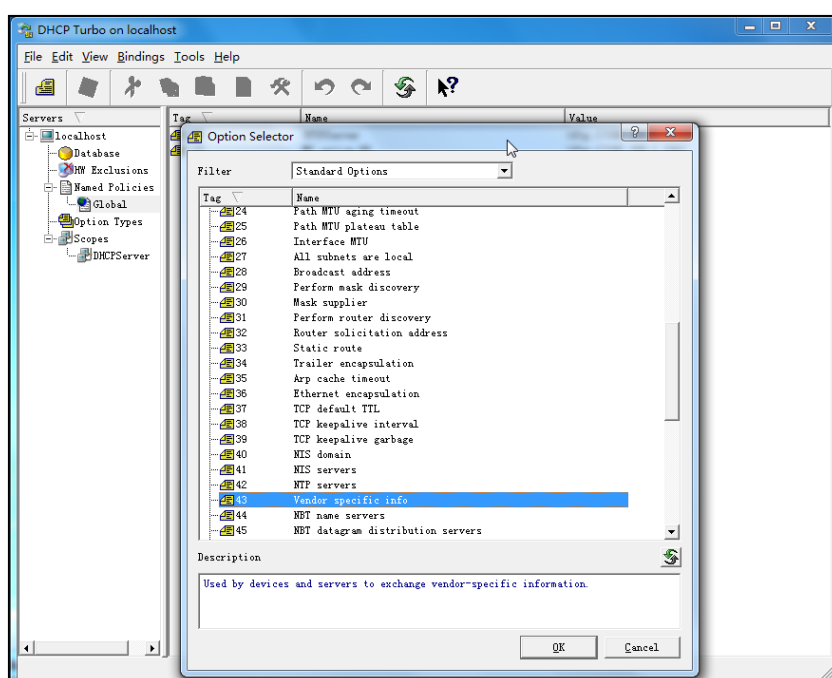 DHCP Turbo on localhost
File Edit View Bindings Tools Help
Servers
Tag Name Value
localhost
Database
HW Exclusions
Named Policies
Global
Option Types
Scopes
DHCPServer
Option Selector
Filter Standard Options
Tag Name
24 Path MTU aging timeout
25 Path MTU plateau table
26 Interface MTU
27 All subnets are local
28 Broadcast address
29 Perform mask discovery
30 Mask supplier
31 Perform router discovery
32 Router solicitation address
33 Static route
34 Trailer encapsulation
35 Arp cache timeout
36 Ethernet encapsulation
37 TCP default TTL
38 TCP keepalive interval
39 TCP keepalive garbage
40 NIS domain
41 NIS servers
42 NTP servers
43 Vendor specific info
44 NBT name servers
45 NBT datagram distribution servers
Description
Used by devices and servers to exchange vendor-specific information.
OK Cancel